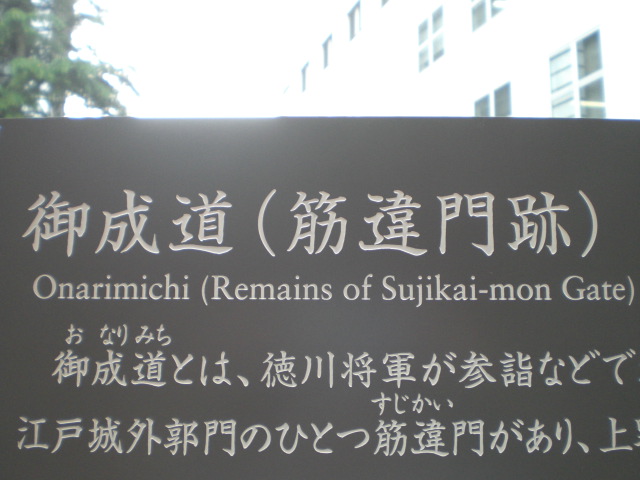 御成道(筋違門跡)
Onarimichi (Remains of Sujikai-mon Gate)
お なりみち
御成道とは、徳川将軍が参詣などで
すじかい
江戸城外郭門のひとつ筋違門があり、上野